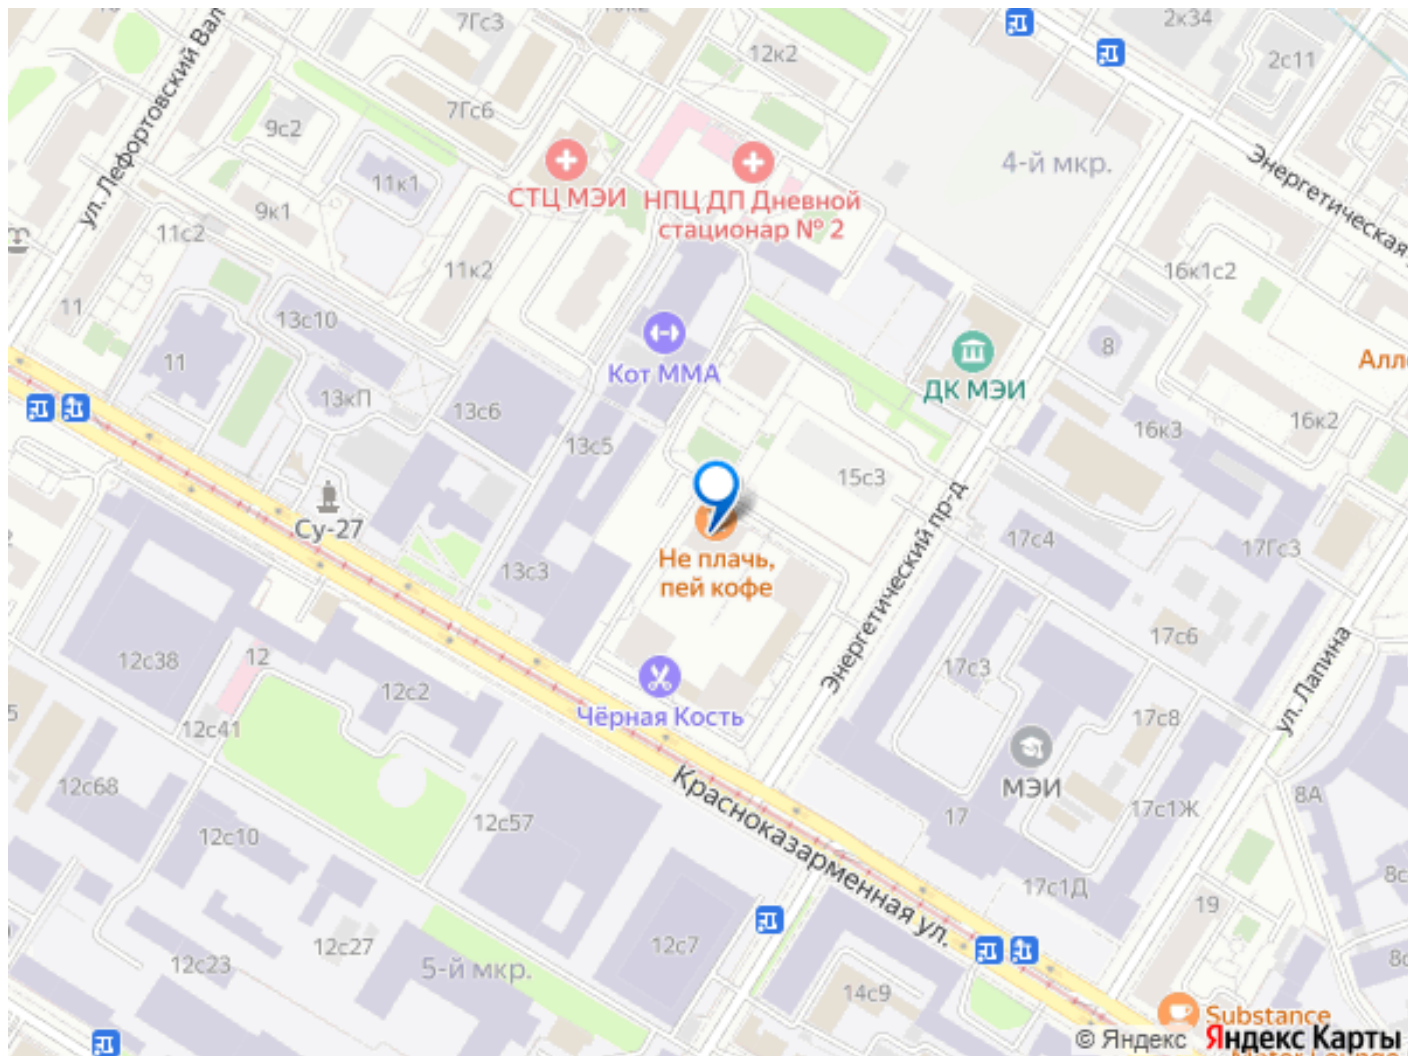 7Гс3
2к34
12к2
2с11
ул. Лефортовский Вал
7Гс6
9с2
Энергетическая
4-й мкр.
11к1
СТЦ МЭИ
НПЦ ДП Дневной
стационар № 2
9к1
11с2
11к2
16к1с2
11
13с10
8
11
Кот ММА
Алл
ДК МЭИ
13кП
13с6
16к3
16к2
13с5
15с3
Су-27
17с4
17Гс3
Не плачь,
пей кофе
13с3
Энергетический пр-д
17с6
12с38
12
17с3
12с2
ул. Лапина
5
Чёрная Кость
17с8
12с41
12с68
МЭИ
8А
17с1Ж
Красноказарменная ул.
12с57
17
12с10
8с
17с1Д
19
12с27
12с7
12с23
5-й мкр.
8с
14с9
Substance
© Яндекс
Яндекс Карты